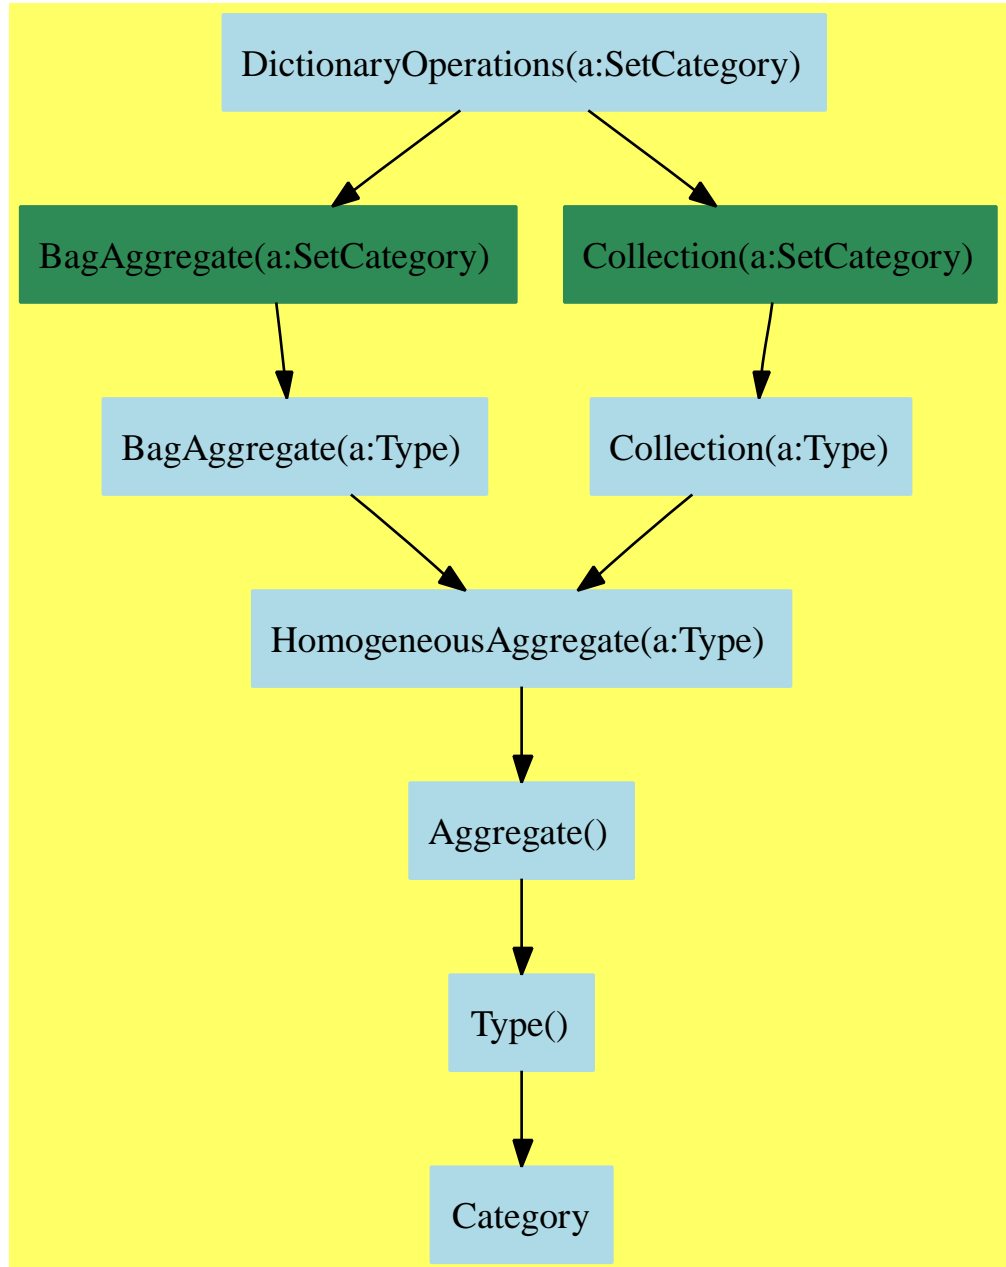 DictionaryOperations(a:SetCategory)
BagAggregate(a:SetCategory)
Collection(a:SetCategory)
BagAggregate(a:Type)
Collection(a:Type)
HomogeneousAggregate(a:Type)
Aggregate()
Type()
Category